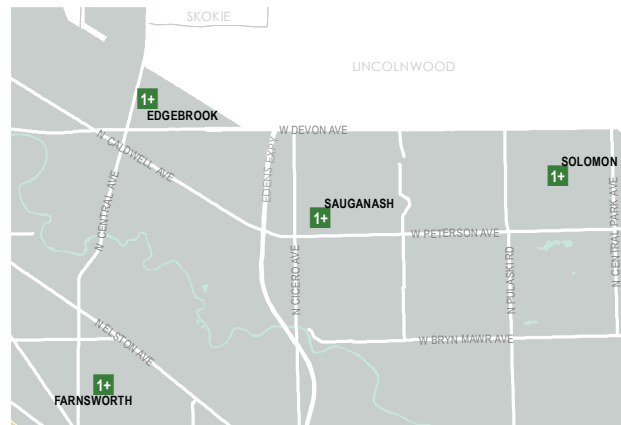 SKOKIE
LINCOLNWOOD
1+
EDGEBROOK
W DEVON AVE
N CALDWELL AVE
EDENS EXPY
SOLOMON
1+
N CENTRAL AVE
SAUGANASH
1+
W PETERSON AVE
N CENTRAL PARK AVE
N CICERO AVE
N PULASKI RD
N ELSTON AVE
W BRYN MAWR AVE
1+
FARNSWORTH